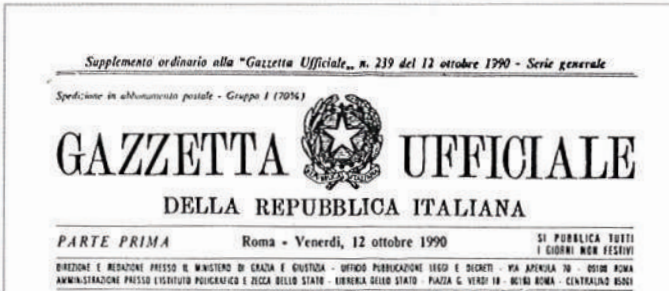 Supplemento ordinario alla "Gazzetta Ufficiale„ n. 239 del 12 ottobre 1990 - Serie generale
Spedizione in abbonamento postale - Gruppo I (70%)
GAZZETTA UFFICIALE
DELLA REPUBBLICA ITALIANA
PARTE PRIMA
Roma - Venerdì, 12 ottobre 1990
SI PUBBLICA TUTTI
I GIORNI NON FESTIVI
DIREZIONE E REDAZIONE PRESSO IL MINISTERO DI GRAZIA E GIUSTIZIA - UFFICIO PUBBLICAZIONE LEGGI E DECRETI - VIA ARENULA 70 - 00100 ROMA
AMMINISTRAZIONE PRESSO L'ISTITUTO POLIGRAFICO E ZECCA DELLO STATO - LIBRERIA DELLO STATO - PIAZZA G. VERDI 10 - 00100 ROMA - CENTRALINO 85081